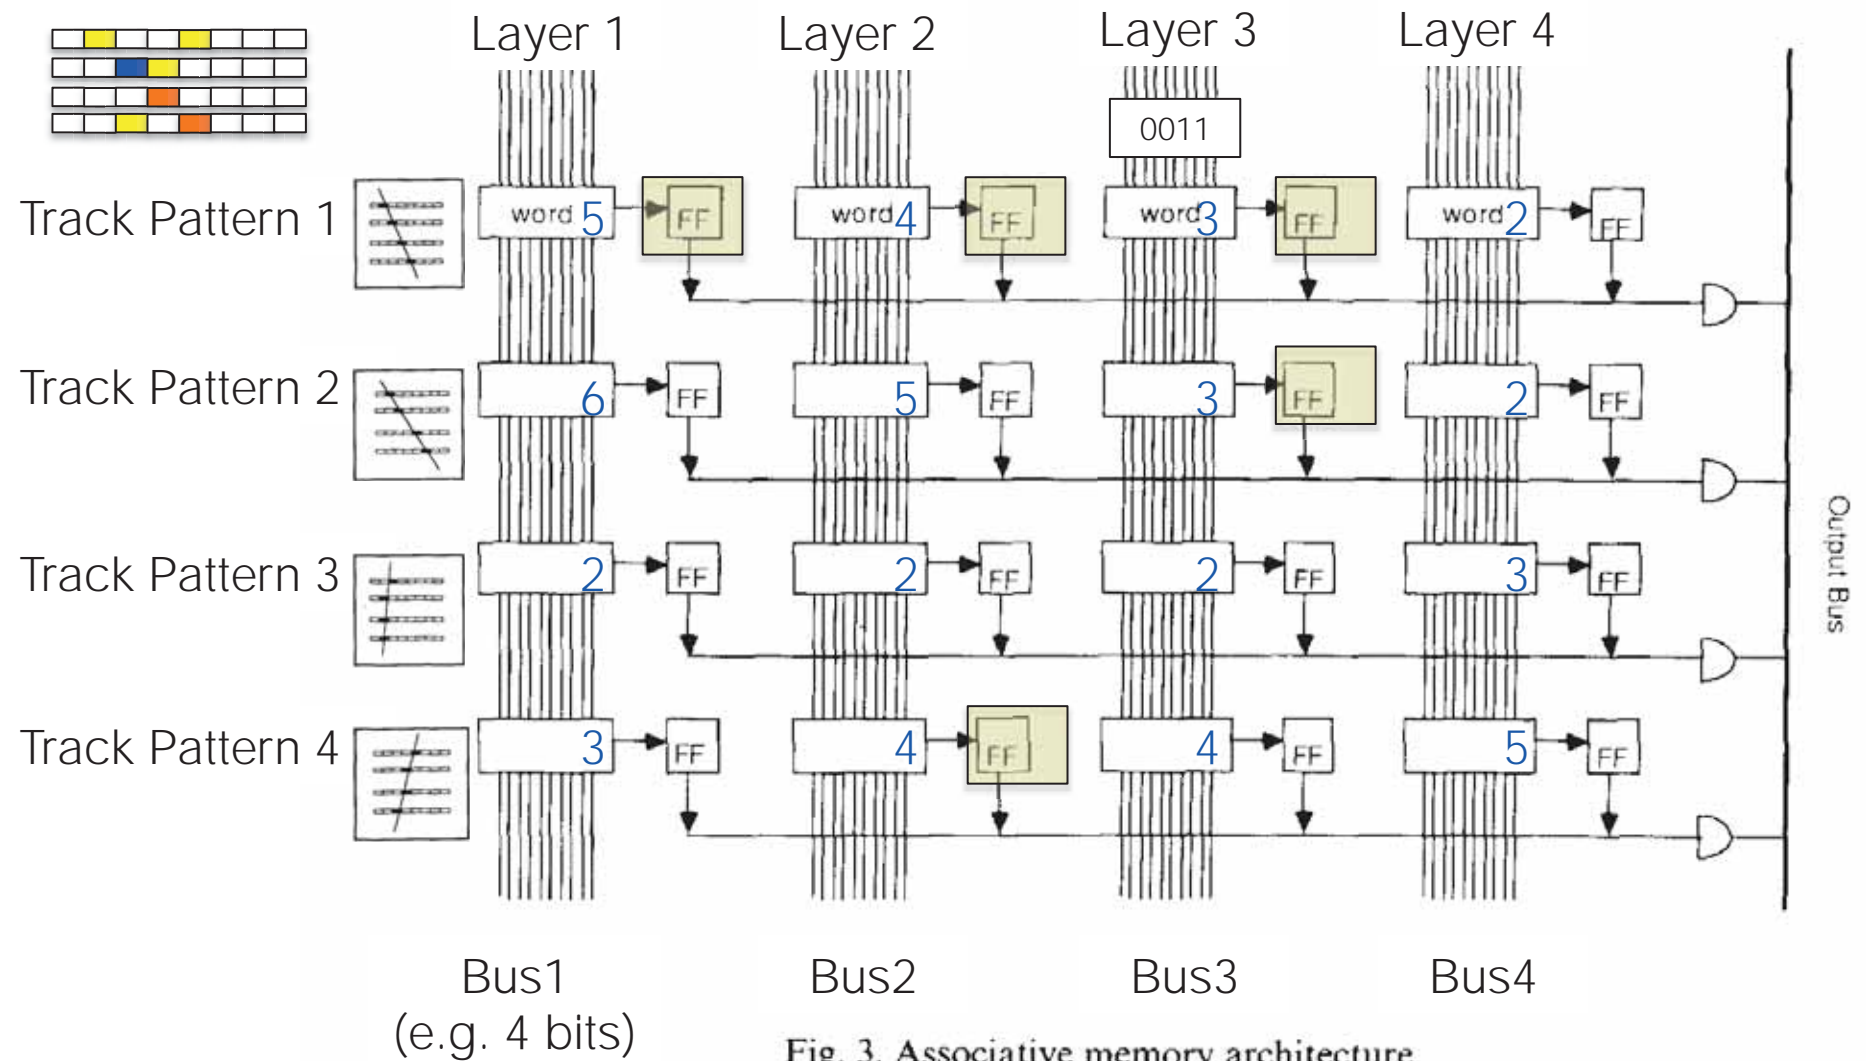 Layer 1 Layer 2 Layer 3 Layer 4
0011
Track Pattern 1 word 5 FF word 4 FF word 3 FF word 2 FF
Track Pattern 2 6 FF 5 FF 3 FF 2 FF
Track Pattern 3 2 FF 2 FF 2 FF 3 FF
Track Pattern 4 3 FF 4 FF 4 FF 5 FF
Output Bus
Bus1 Bus2 Bus3 Bus4
(e.g. 4 bits)
Fig. 3. Associative memory architecture